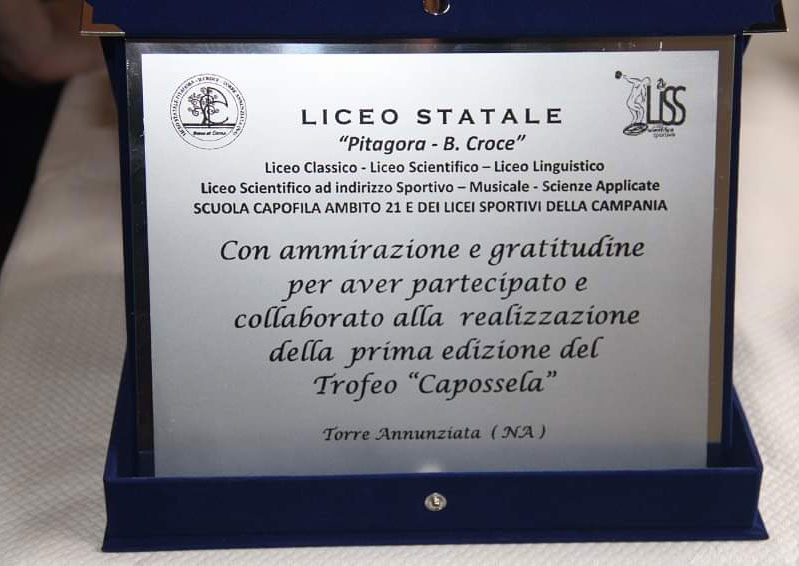 LICEO STATALE
"Pitagora - B. Croce"
Liceo Classico - Liceo Scientifico – Liceo Linguistico
Liceo Scientifico ad indirizzo Sportivo – Musicale - Scienze Applicate
SCUOLA CAPOFILA AMBITO 21 E DEI LICEI SPORTIVI DELLA CAMPANIA
Con ammirazione e gratitudine
per aver partecipato e
collaborato alla realizzazione
della prima edizione del
Trofeo "Capossela"
Torre Annunziata ( NA )
LiSS
scientifico
sportivo